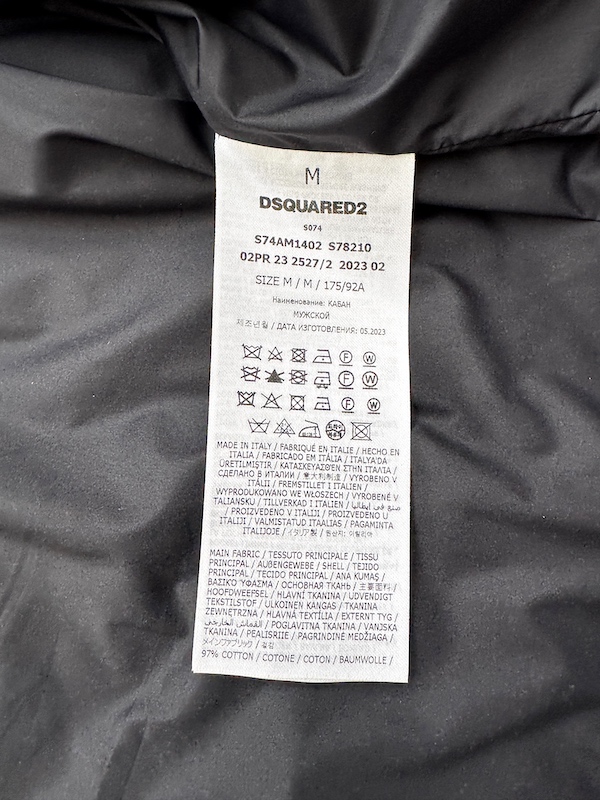 M
DSQUARED2
S074
S74AM1402 S78210
02PR 23 2527/2 2023 02
SIZE M / M / 175/92A
Наименование: КАБАН
МУЖСКОЙ
제조년월 / ДАТА ИЗГОТОВЛЕНИЯ: 05.2023
MADE IN ITALY / FABRIQUÉ EN ITALIE / HECHO EN
ITALIA / FABRICADO EM ITÁLIA / ITALYA'DA
ÜRETILMIŞTIR / ΚΑΤΑΣΚΕΥΑΣΘΕΝ ΣΤΗΝ ΙΤΑΛΙΑ /
СДЕЛАНО В ИТАЛИИ / 意大利制造 / VYROBENO V
ITÁLII / FREMSTILLET I ITALIEN /
WYPRODUKOWANO WE WŁOSZECH / VYROBENÉ V
TALIANSKU / TILLVERKAD I ITALIEN / صنع في إيطاليا
/ PROIZVEDENO V ITALIJI / PROIZVEDENO U
ITALIJI / VALMISTATUD ITAALIAS / PAGAMINTA
ITALIJOJE / イタリア製 / 원산지: 이탈리아
MAIN FABRIC / TESSUTO PRINCIPALE / TISSU
PRINCIPAL / AUßENGEWEBE / SHELL / TEJIDO
PRINCIPAL / TECIDO PRINCIPAL / ANA KUMAŞ /
ΒΑΣΙΚΟ ΥΦΑΣΜΑ / ОСНОВНАЯ ТКАНЬ / 主要面料 /
HOOFDWEEFSEL / HLAVNÍ TKANINA / UDVENDIGT
TEKSTILSTOF / ULKOINEN KANGAS / TKANINA
ZEWNĘTRZNA / HLAVNÁ TEXTÍLIA / EXTERNT TYG /
القماش الخارجي / POGLAVITNA TKANINA / VANJSKA
TKANINA / PEALISRIIE / PAGRINDINĖ MEDŽIAGA /
メインファブリック / 겉감
97% COTTON / COTONE / COTON / BAUMWOLLE /